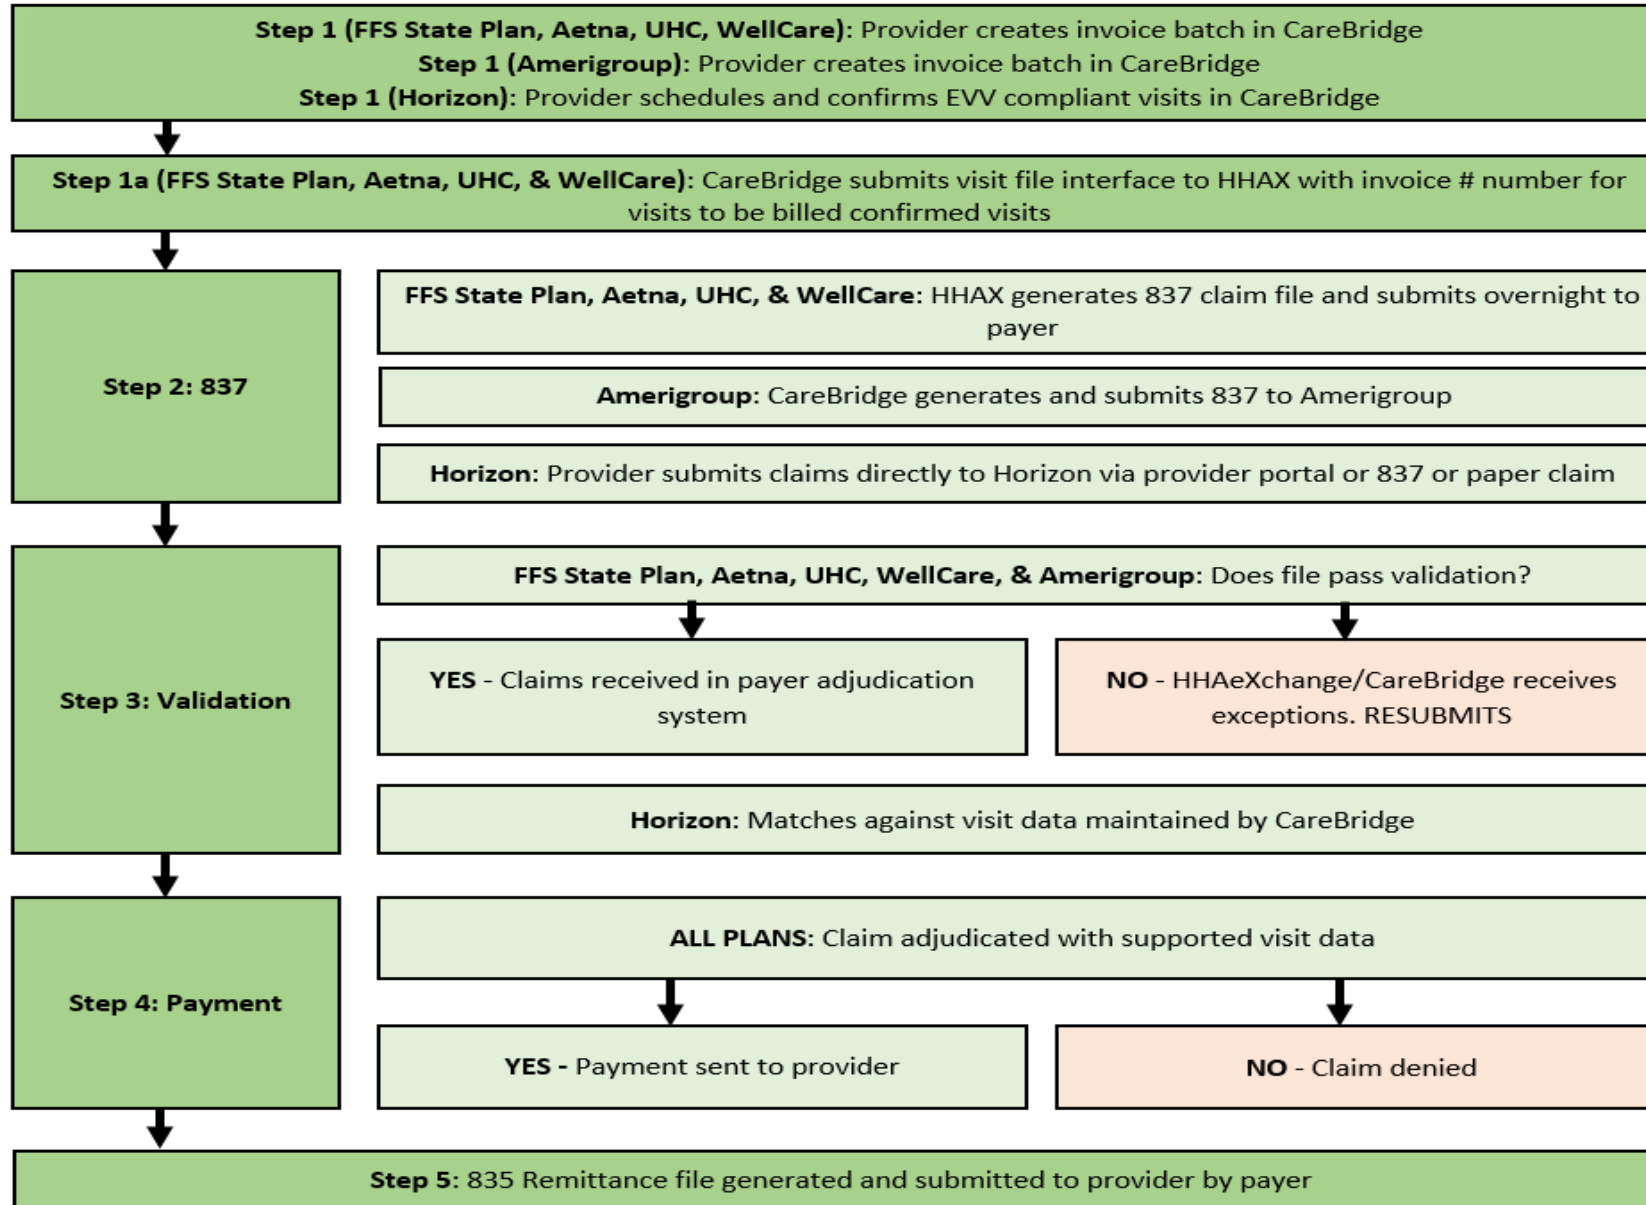 Step 1 (FFS State Plan, Aetna, UHC, WellCare): Provider creates invoice batch in CareBridge
Step 1 (Amerigroup): Provider creates invoice batch in CareBridge
Step 1 (Horizon): Provider schedules and confirms EVV compliant visits in CareBridge
Step 1a (FFS State Plan, Aetna, UHC, & WellCare): CareBridge submits visit file interface to HHAX with invoice # number for
visits to be billed confirmed visits
Step 2: 837
FFS State Plan, Aetna, UHC, & WellCare: HHAX generates 837 claim file and submits overnight to
payer
Amerigroup: CareBridge generates and submits 837 to Amerigroup
Horizon: Provider submits claims directly to Horizon via provider portal or 837 or paper claim
Step 3: Validation
FFS State Plan, Aetna, UHC, WellCare, & Amerigroup: Does file pass validation?
YES - Claims received in payer adjudication
system
NO - HHAeXchange/CareBridge receives
exceptions. RESUBMITS
Horizon: Matches against visit data maintained by CareBridge
Step 4: Payment
ALL PLANS: Claim adjudicated with supported visit data
YES - Payment sent to provider
NO - Claim denied
Step 5: 835 Remittance file generated and submitted to provider by payer